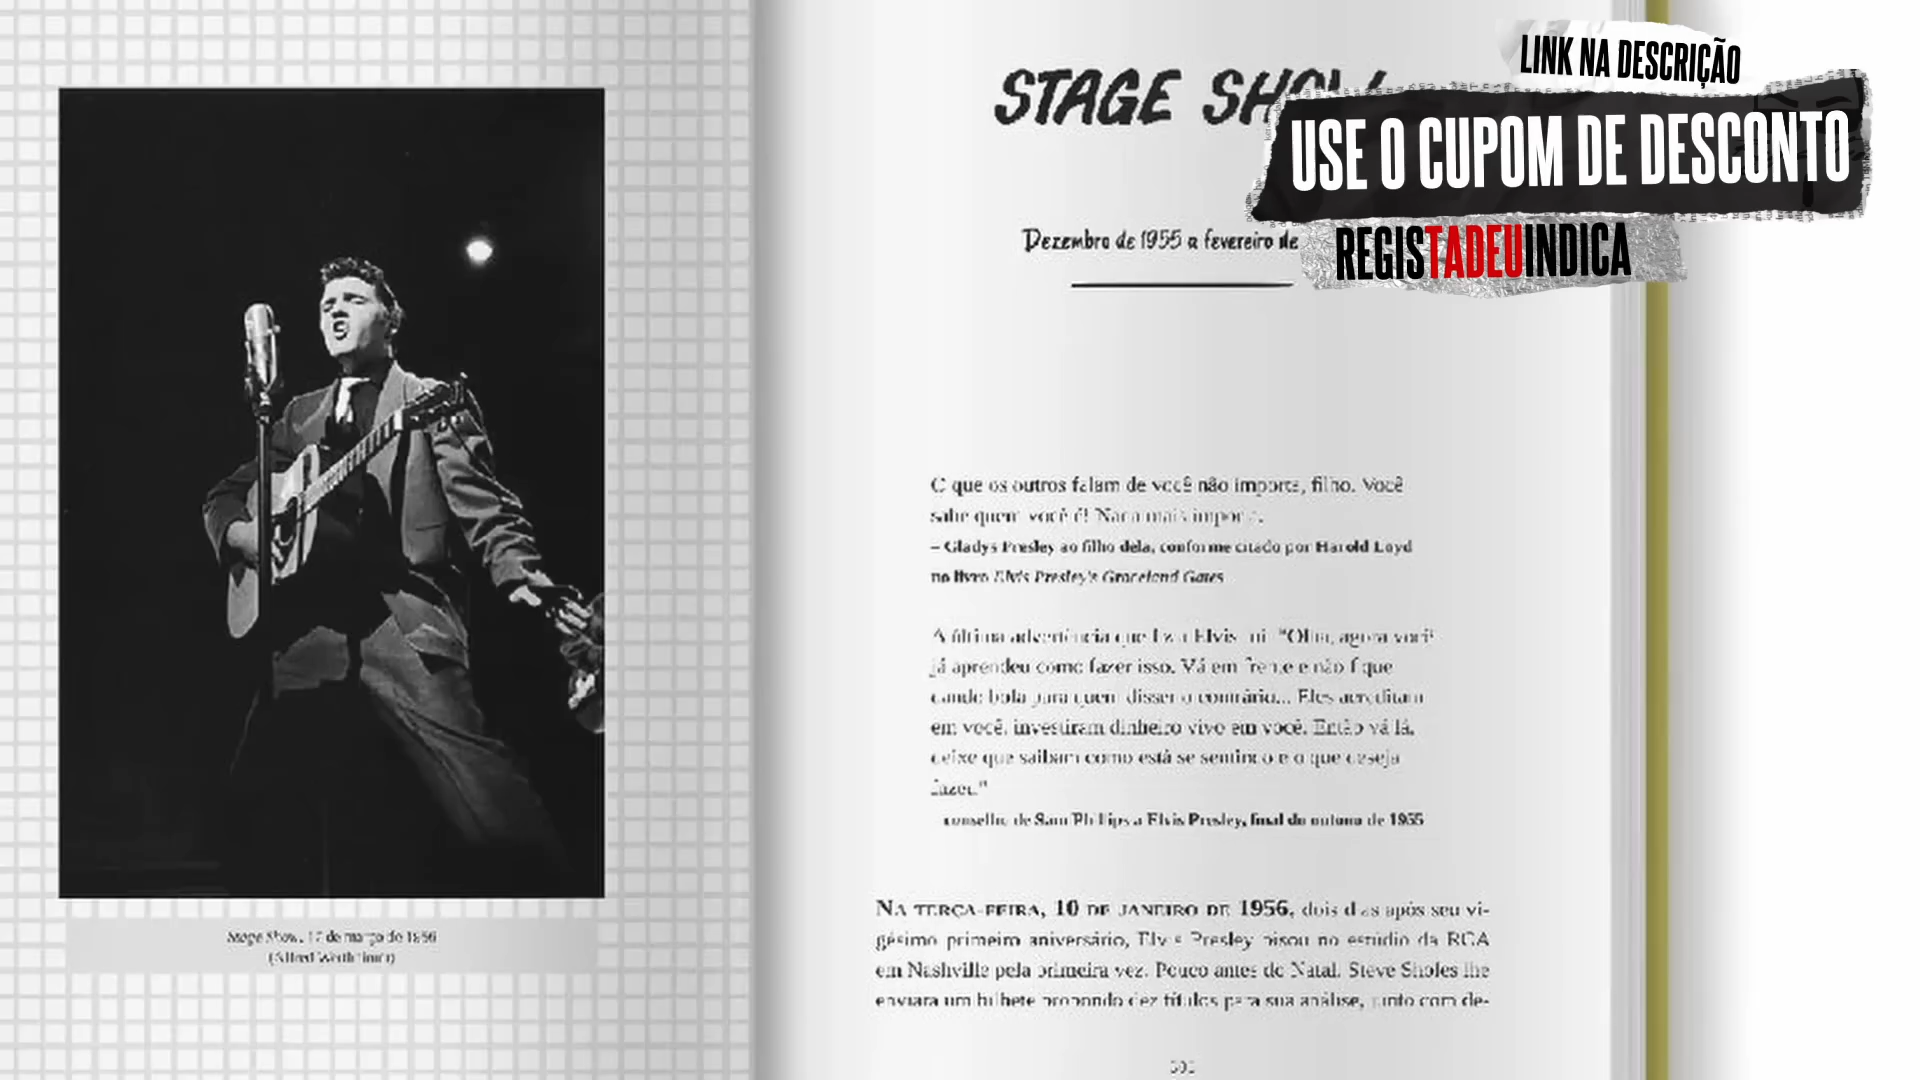 LINK NA DESCRIÇÃO
USE O CUPOM DE DESCONTO
REGISTADEUINDICA
STAGE SHOW
Dezembro de 1955 a fevereiro de
O que os outros falam de você não importa, filho. Você
sabe quem você é! Nada mais importa.
– Gladys Presley ao filho dela, conforme citado por Harold Loyd
no livro Elvis Presley's Graceland Gates
A última advertência que fiz a Elvis foi: "Olha, agora você
já aprendeu como fazer isso. Vá em frente e não fique
dando bola para quem disser o contrário... Eles acreditam
em você, investiram dinheiro vivo em você. Então vá lá,
deixe que saibam como está se sentindo e o que deseja
fazer."
conselho de Sam Phillips a Elvis Presley, final do outono de 1955
NA TERÇA-FEIRA, 10 DE JANEIRO DE 1956, dois dias após seu vi-
gésimo primeiro aniversário, Elvis Presley pisou no estúdio da RCA
em Nashville pela primeira vez. Pouco antes do Natal, Steve Sholes lhe
enviara um bilhete propondo dez títulos para sua análise, junto com de-
Stage Show, 17 de março de 1956
(Alfred Wertheimer)